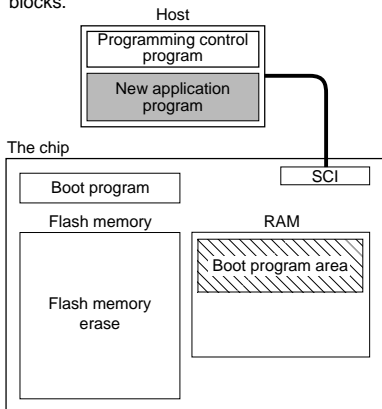 blocks.
Host
Programming control
program
New application
program
The chip
SCI
Boot program
Flash memory
RAM
Boot program area
Flash memory
erase